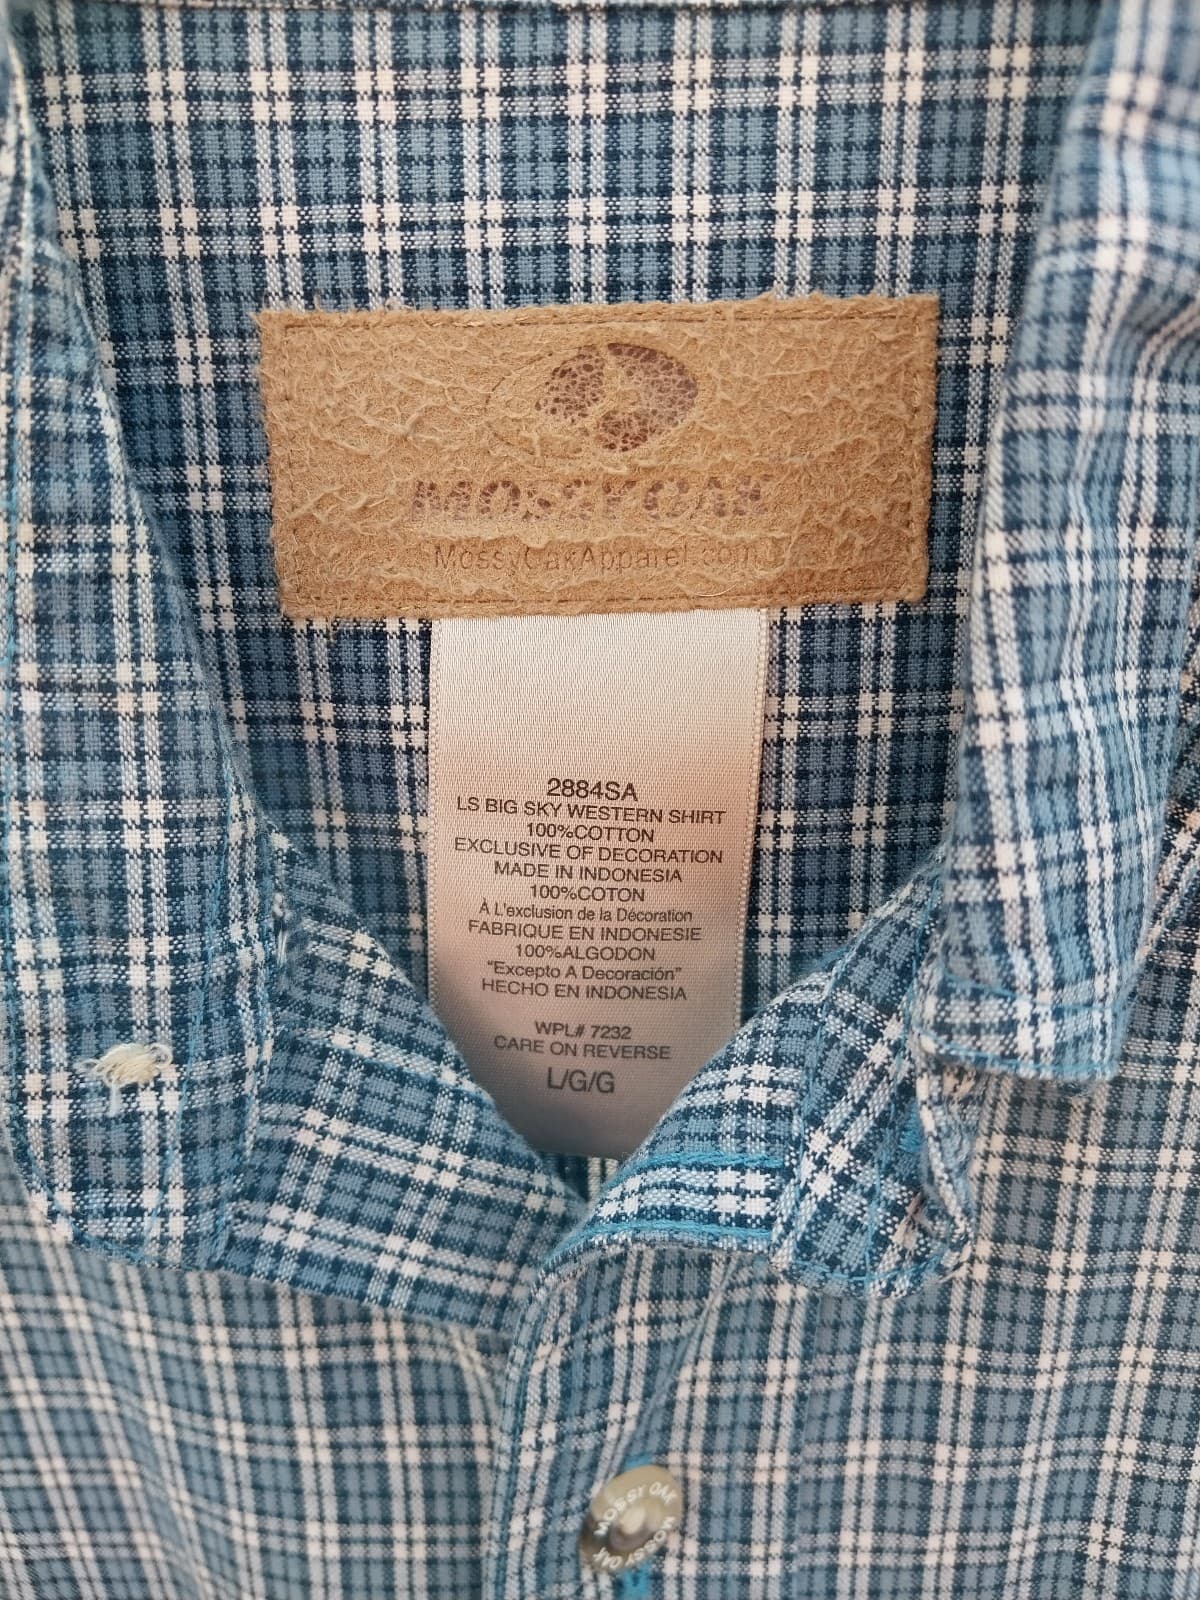 MOSSY OAK
MossyOakApparel.com
2884SA
LS BIG SKY WESTERN SHIRT
100%COTTON
EXCLUSIVE OF DECORATION
MADE IN INDONESIA
100%COTON
À L'exclusion de la Décoration
FABRIQUE EN INDONESIE
100%ALGODON
"Excepto A Decoración"
HECHO EN INDONESIA
WPL# 7232
CARE ON REVERSE
L/G/G
MOSSY OAK
MOSSY OAK